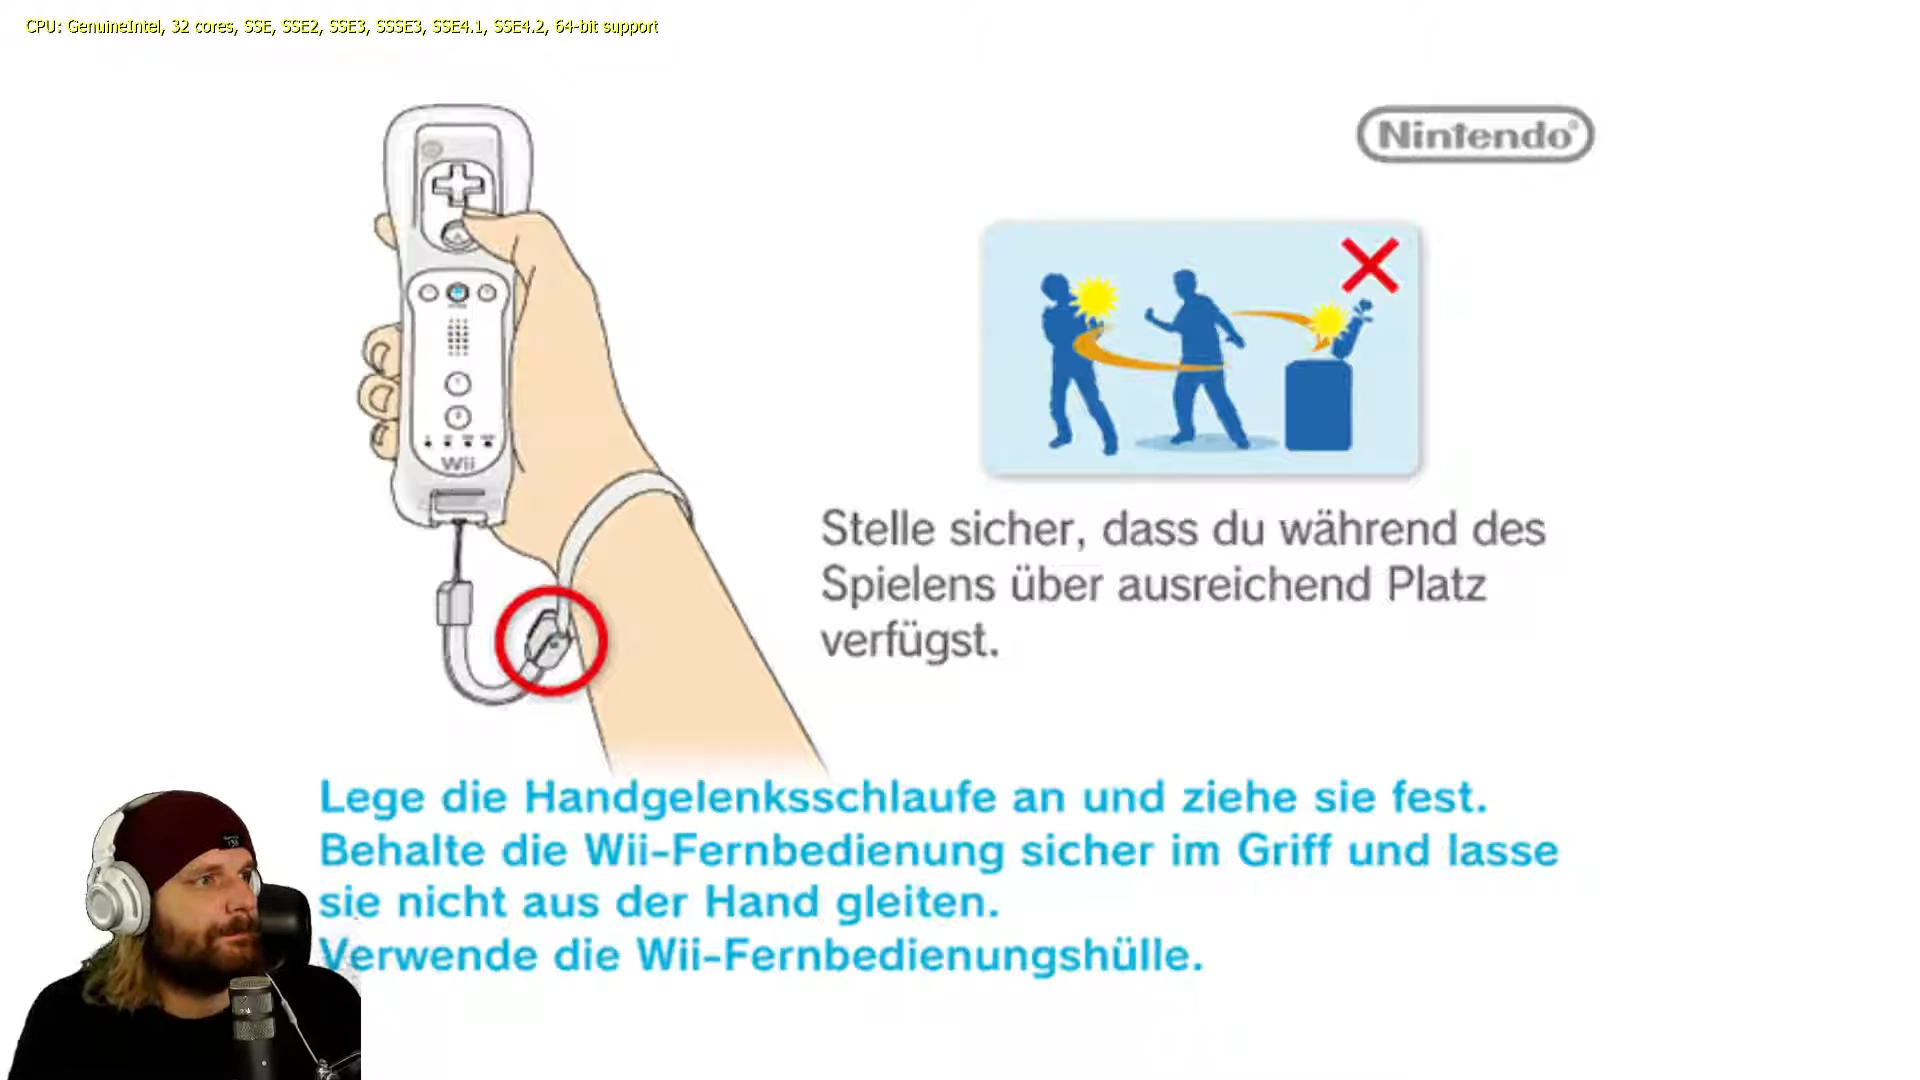 CPU: GenuineIntel, 32 cores, SSE, SSE2, SSE3, SSSE3, SSE4.1, SSE4.2, 64-bit support
Nintendo®
Wii
Stelle sicher, dass du während des
Spielens über ausreichend Platz
verfügst.
Lege die Handgelenksschlaufe an und ziehe sie fest.
Behalte die Wii-Fernbedienung sicher im Griff und lasse
sie nicht aus der Hand gleiten.
Verwende die Wii-Fernbedienungshülle.